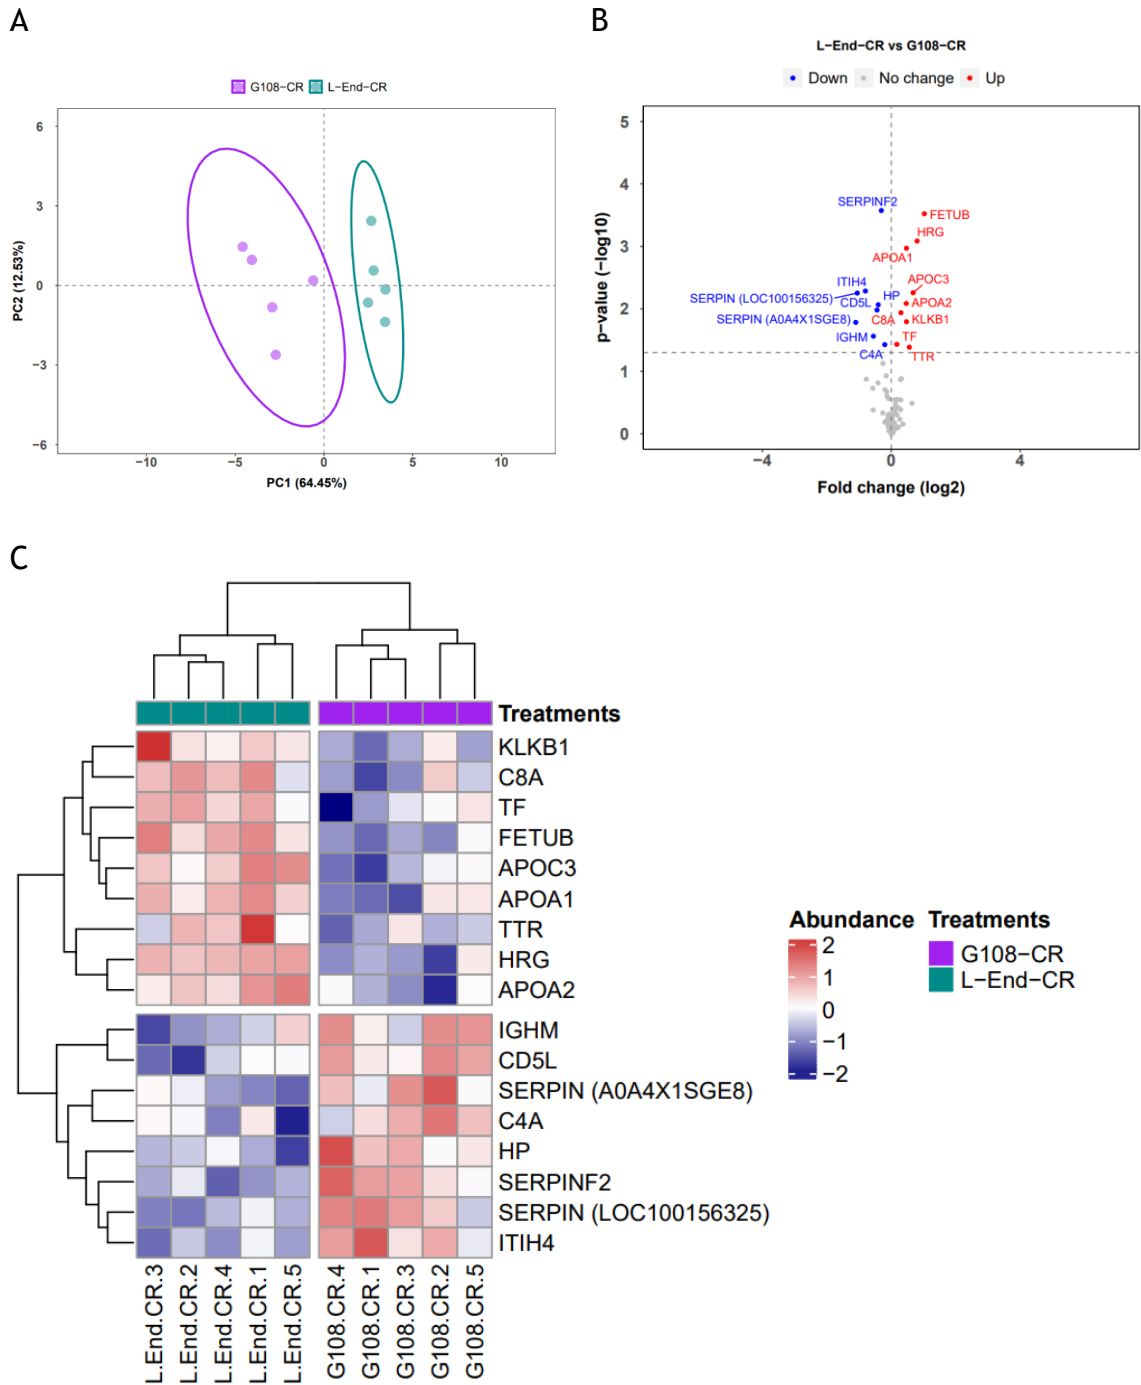 A
G108−CR
L−End−CR
6
3
0
−3
−6
−10
−5
0
5
10
PC1 (64.45%)
PC2 (12.53%)
B
L−End−CR vs G108−CR
Down
No change
Up
5
4
3
2
1
0
−4
0
4
Fold change (log2)
p−value (−log10)
SERPINF2
FETUB
HRG
APOA1
ITIH4
APOC3
SERPIN (LOC100156325)
HP
CD5L
APOA2
SERPIN (A0A4X1SGE8)
C8A
KLKB1
IGHM
TF
C4A
TTR
C
Treatments
KLKB1
C8A
TF
FETUB
APOC3
APOA1
TTR
HRG
APOA2
IGHM
CD5L
SERPIN (A0A4X1SGE8)
C4A
HP
SERPINF2
SERPIN (LOC100156325)
ITIH4
L.End.CR.3
L.End.CR.2
L.End.CR.4
L.End.CR.1
L.End.CR.5
G108.CR.4
G108.CR.1
G108.CR.3
G108.CR.2
G108.CR.5
Abundance
2
1
0
−1
−2
Treatments
G108−CR
L−End−CR